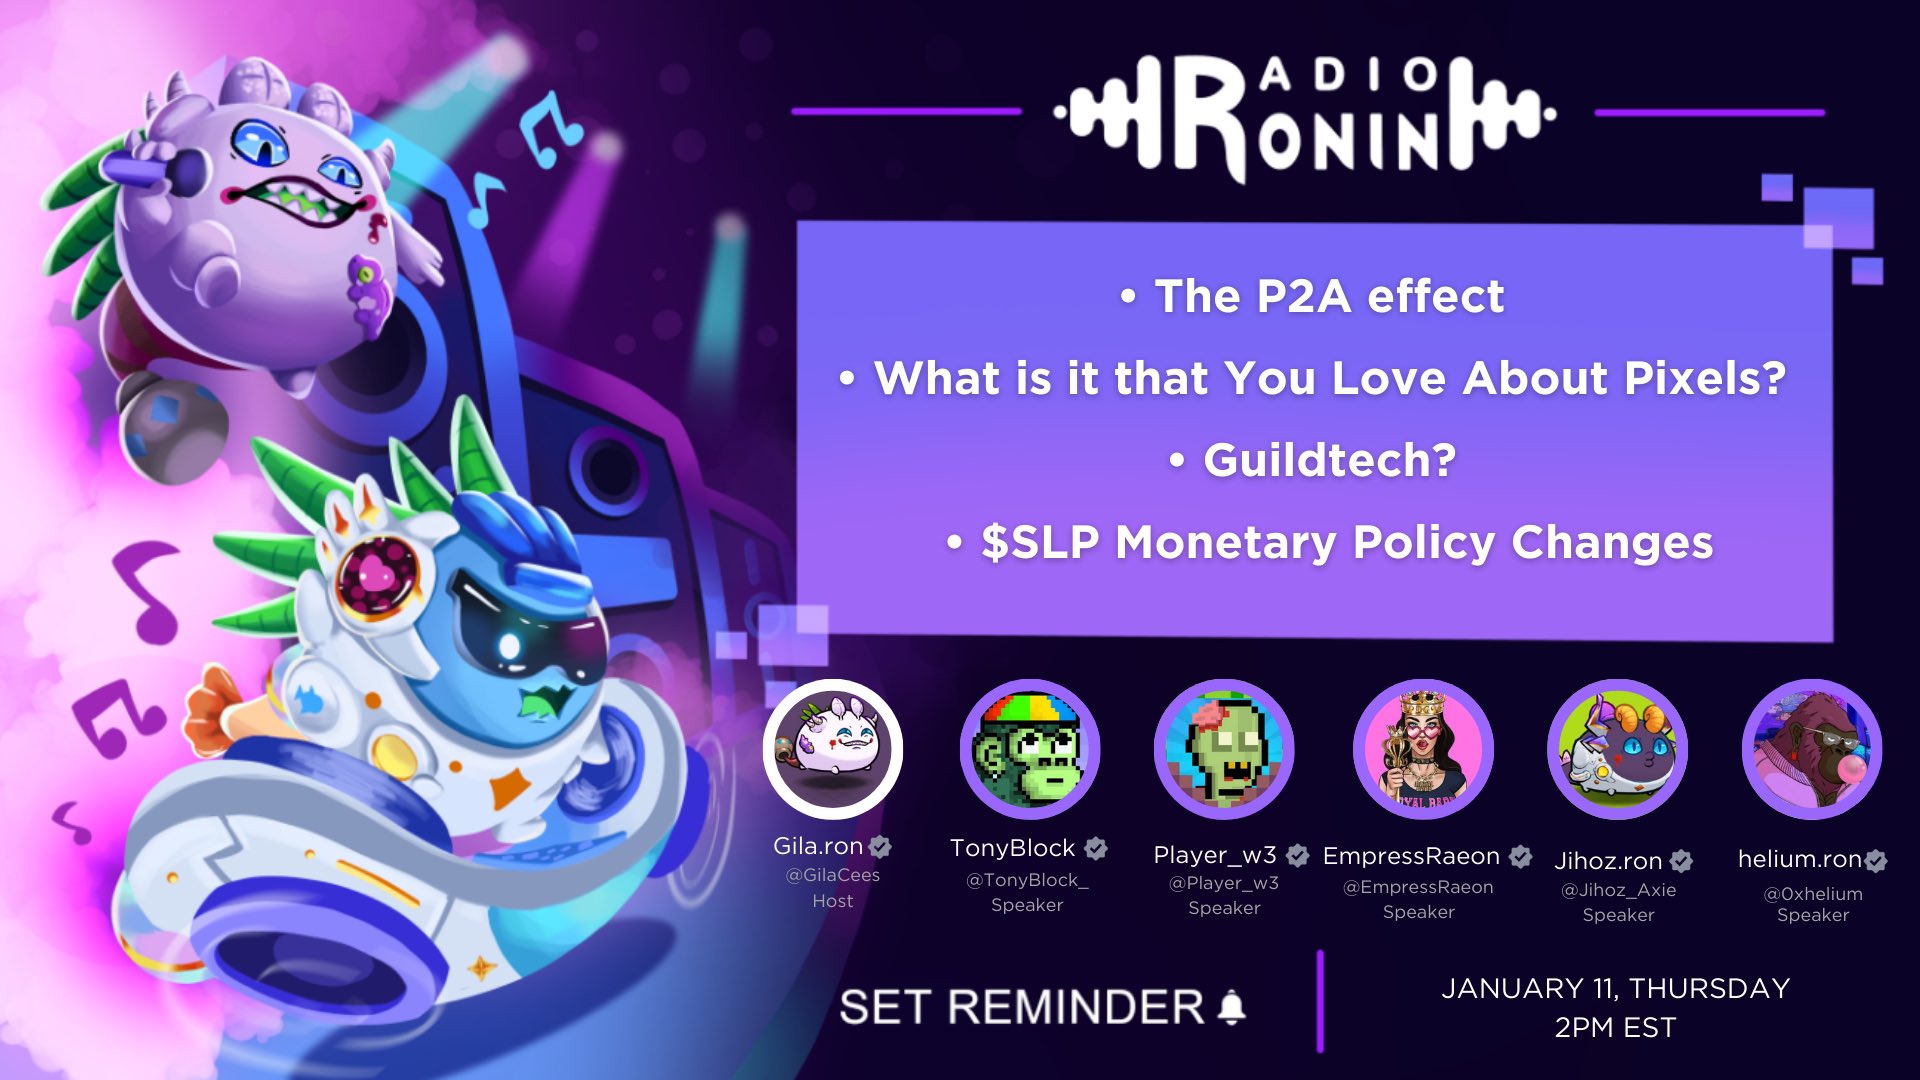 RADIO
RONIN
• The P2A effect
• What is it that You Love About Pixels?
• Guildtech?
• $SLP Monetary Policy Changes
Gila.ron
@GilaCees
Host
TonyBlock
@TonyBlock_
Speaker
Player_w3
@Player_w3
Speaker
EmpressRaeon
@EmpressRaeon
Speaker
Jihoz.ron
@Jihoz_Axie
Speaker
helium.ron
@0xhelium
Speaker
SET REMINDER
JANUARY 11, THURSDAY
2PM EST